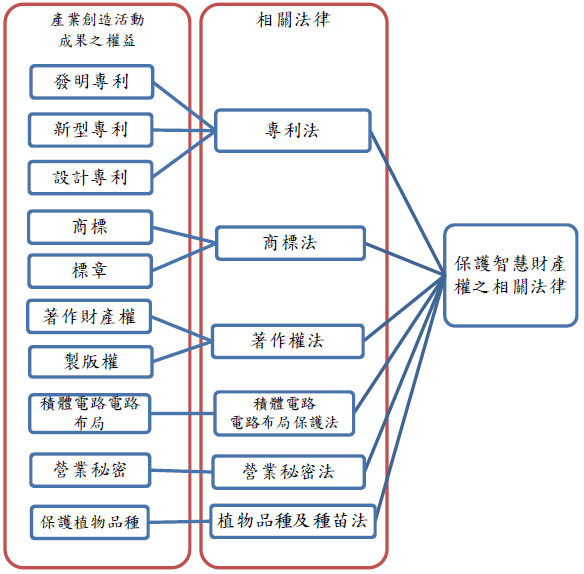 產業創造活動
成果之權益
發明專利
新型專利
設計專利
商標
標章
著作財產權
製版權
積體電路電路
布局
營業秘密
保護植物品種
相關法律
專利法
商標法
著作權法
積體電路
電路布局保護法
營業秘密法
植物品種及種苗法
保護智慧財產
權之相關法律